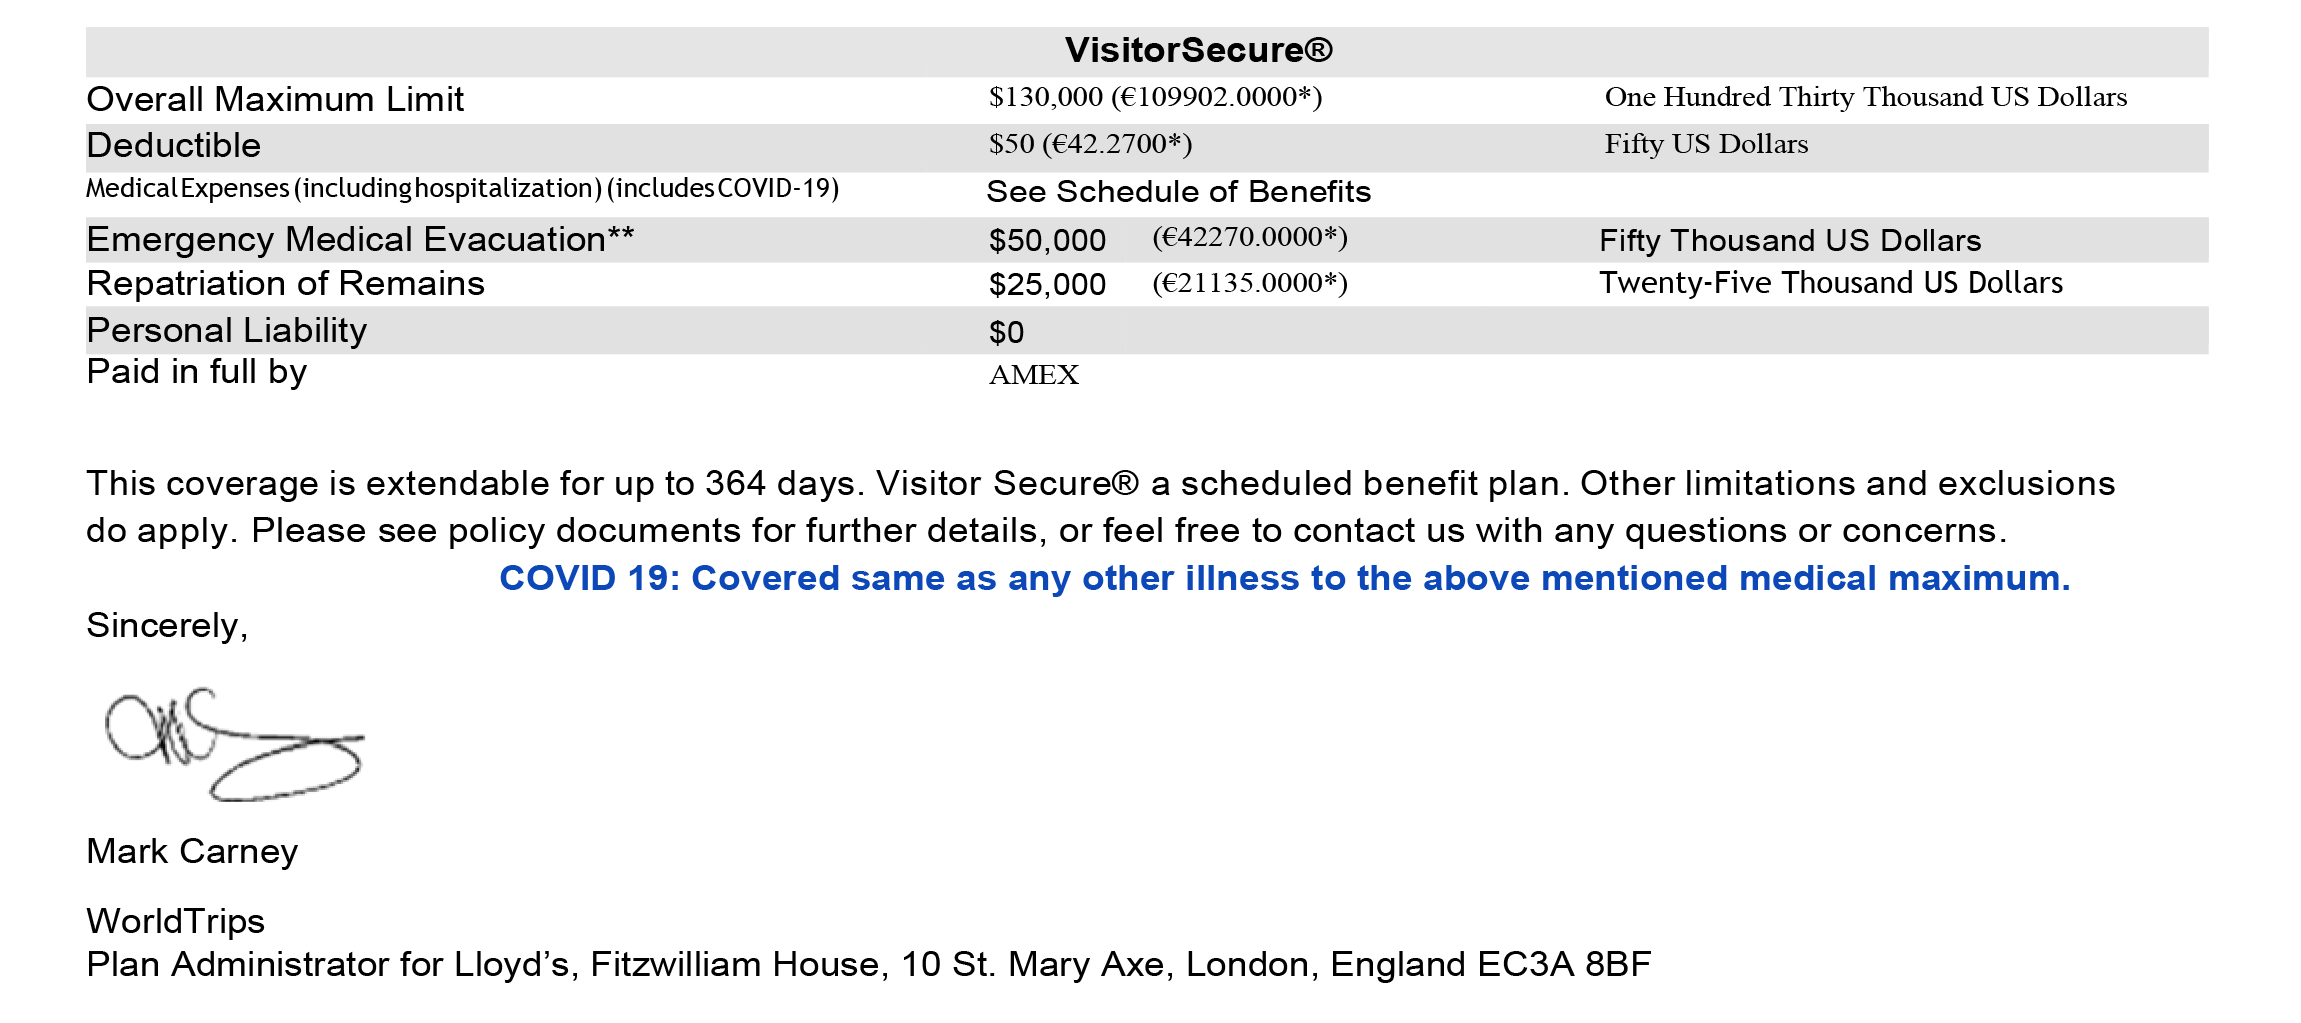 VisitorSecure®
Overall Maximum Limit $130,000 (€109902.0000*) One Hundred Thirty Thousand US Dollars
Deductible $50 (€42.2700*) Fifty US Dollars
Medical Expenses (including hospitalization) (includes COVID-19) See Schedule of Benefits
Emergency Medical Evacuation** $50,000 (€42270.0000*) Fifty Thousand US Dollars
Repatriation of Remains $25,000 (€21135.0000*) Twenty-Five Thousand US Dollars
Personal Liability $0
Paid in full by AMEX
This coverage is extendable for up to 364 days. Visitor Secure® a scheduled benefit plan. Other limitations and exclusions
do apply. Please see policy documents for further details, or feel free to contact us with any questions or concerns.
COVID 19: Covered same as any other illness to the above mentioned medical maximum.
Sincerely,
Mark Carney
WorldTrips
Plan Administrator for Lloyd’s, Fitzwilliam House, 10 St. Mary Axe, London, England EC3A 8BF